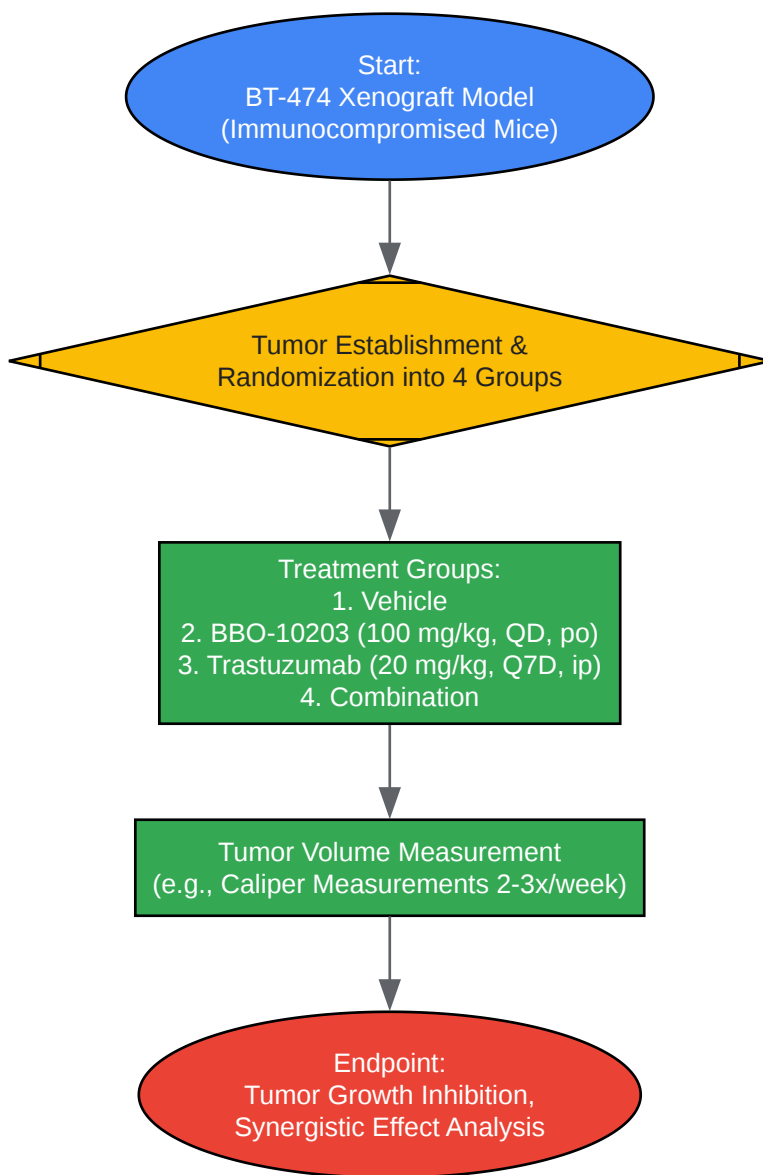 Start:
BT-474 Xenograft Model
(Immunocompromised Mice)
Tumor Establishment &
Randomization into 4 Groups
Treatment Groups:
1. Vehicle
2. BBO-10203 (100 mg/kg, QD, po)
3. Trastuzumab (20 mg/kg, Q7D, ip)
4. Combination
Tumor Volume Measurement
(e.g., Caliper Measurements 2-3x/week)
Endpoint:
Tumor Growth Inhibition,
Synergistic Effect Analysis